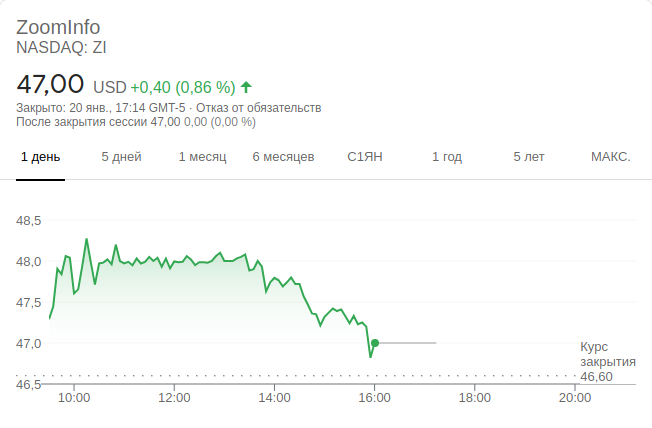 ZoomInfo
NASDAQ: ZI
47,00 USD +0,40 (0,86 %)
Закрыто: 20 янв., 17:14 GMT-5 · Отказ от обязательств
После закрытия сессии 47,00 0,00 (0,00 %)
1 день 5 дней 1 месяц 6 месяцев С1ЯН 1 год 5 лет МАКС.
48,5
48,0
47,5
47,0
46,5
Курс
закрытия
46,60
10:00 12:00 14:00 16:00 18:00 20:00